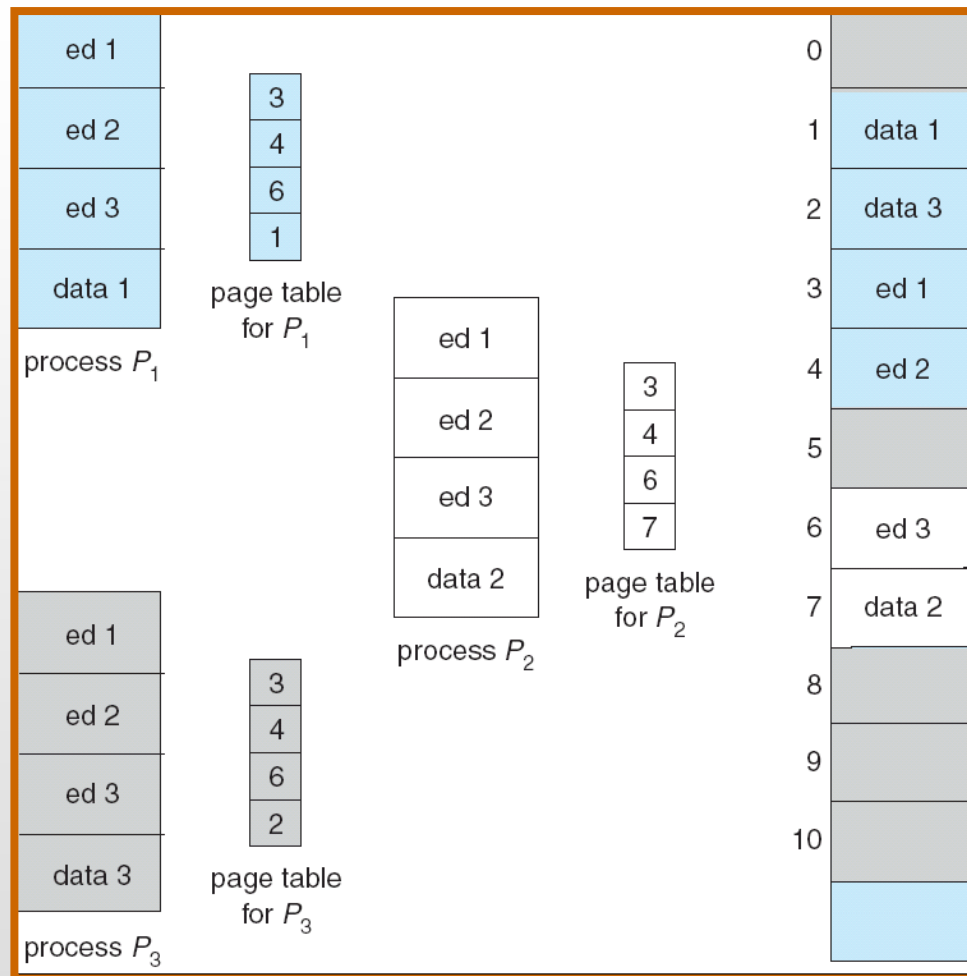 ed 1
ed 2
ed 3
data 1
process P1
3
4
6
1
page table
for P1
ed 1
ed 2
ed 3
data 2
process P2
3
4
6
7
page table
for P2
ed 1
ed 2
ed 3
data 3
process P3
3
4
6
2
page table
for P3
0
1 data 1
2 data 3
3 ed 1
4 ed 2
5
6 ed 3
7 data 2
8
9
10